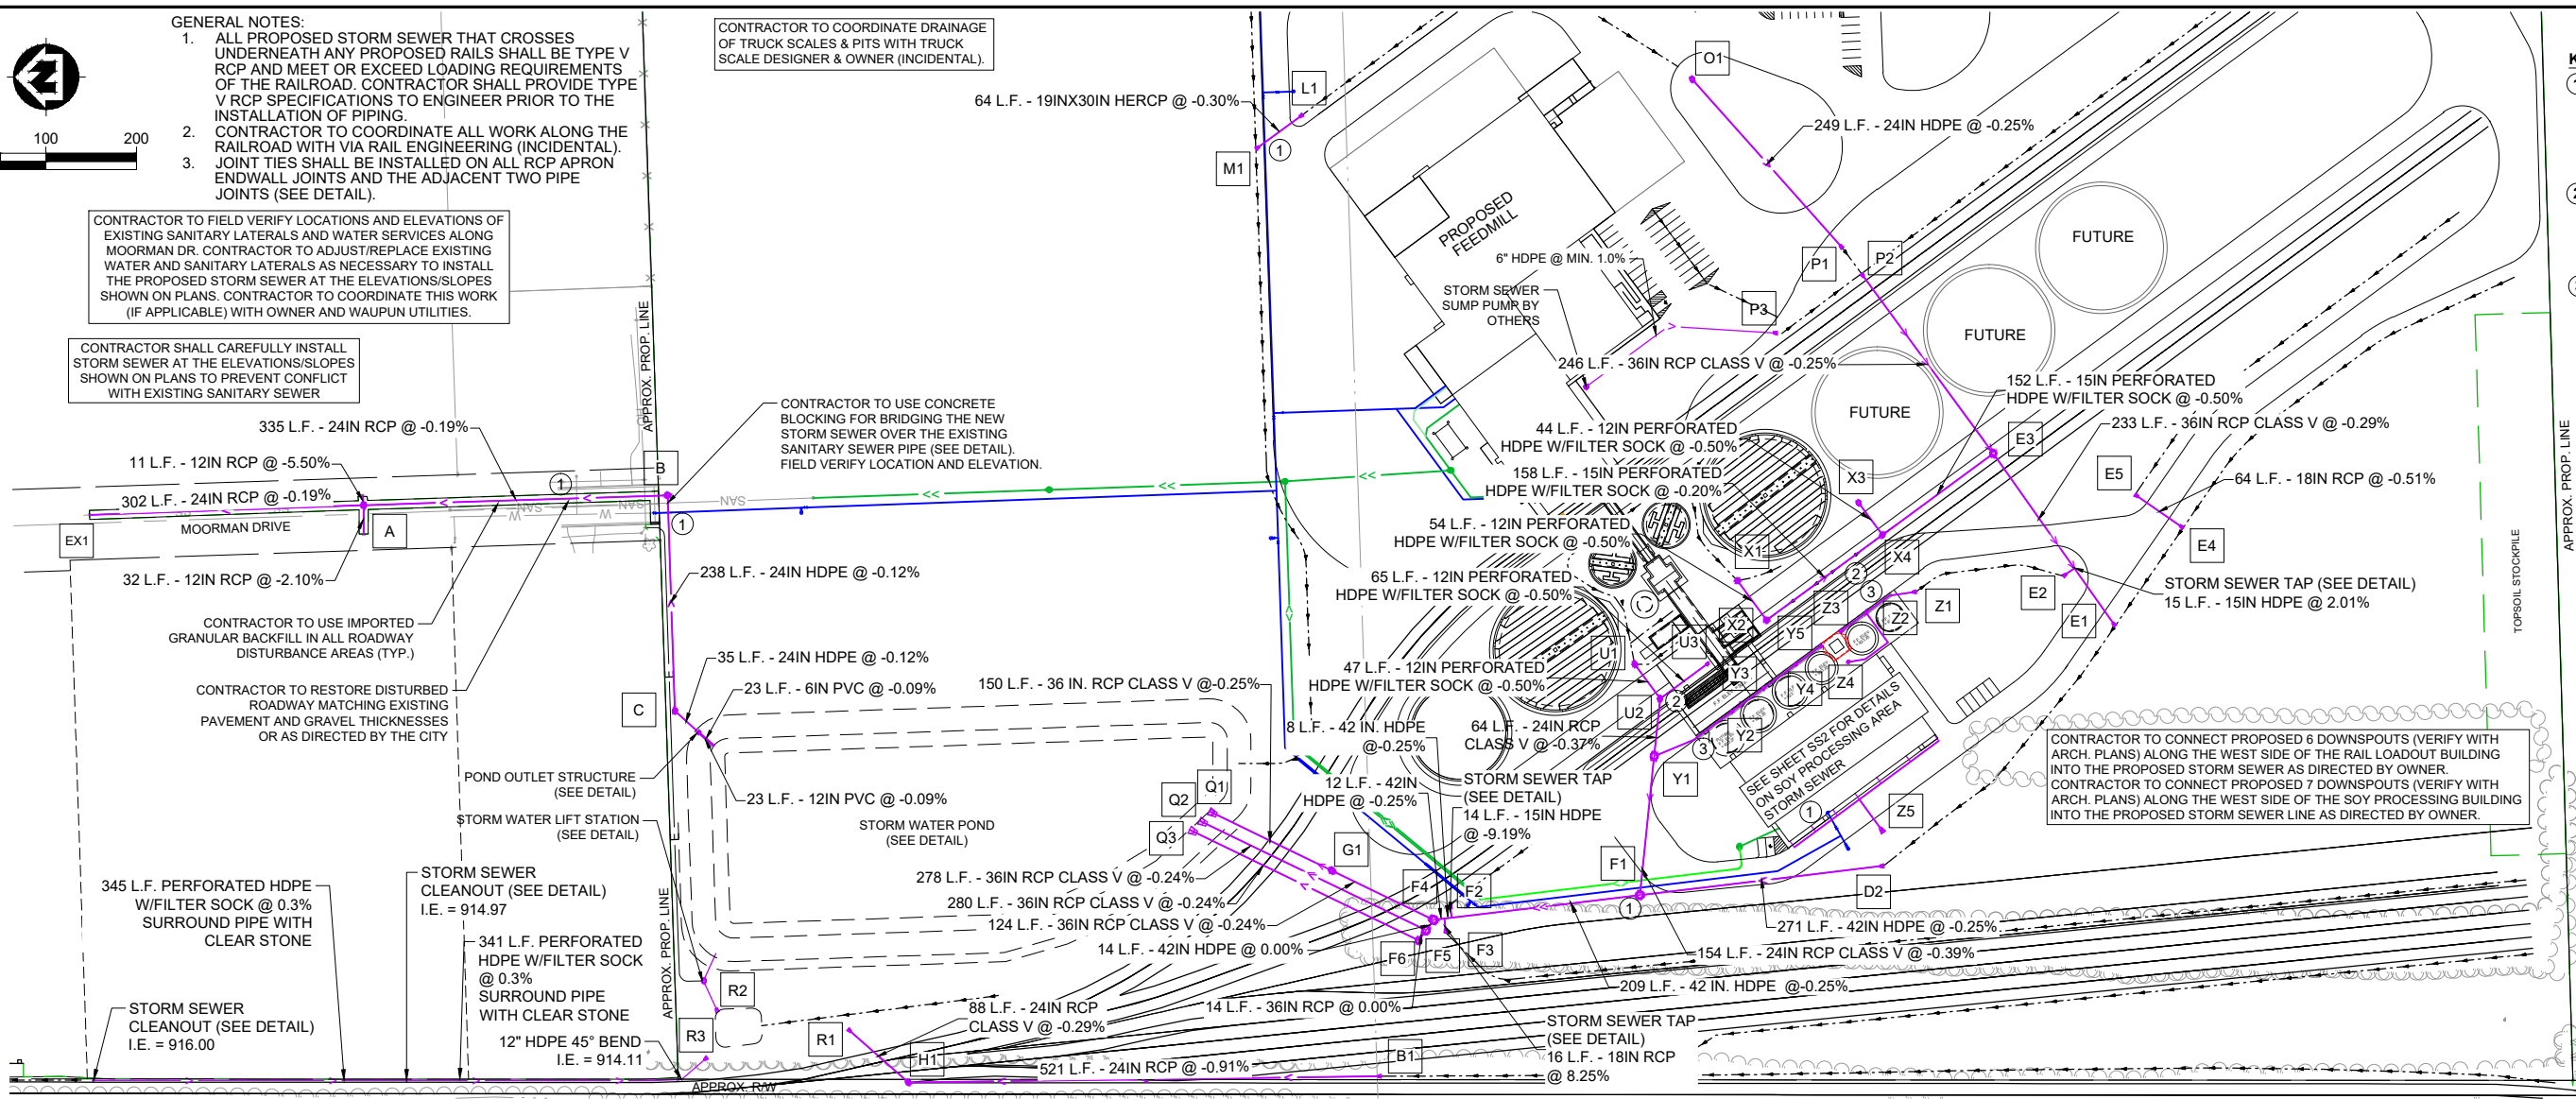 GENERAL NOTES:
1. ALL PROPOSED STORM SEWER THAT CROSSES
UNDERNEATH ANY PROPOSED RAILS SHALL BE TYPE V
RCP AND MEET OR EXCEED LOADING REQUIREMENTS
OF THE RAILROAD. CONTRACTOR SHALL PROVIDE TYPE
V RCP SPECIFICATIONS TO ENGINEER PRIOR TO THE
INSTALLATION OF PIPING.
2. CONTRACTOR TO COORDINATE ALL WORK ALONG THE
RAILROAD WITH VIA RAIL ENGINEERING (INCIDENTAL).
3. JOINT TIES SHALL BE INSTALLED ON ALL RCP APRON
ENDWALL JOINTS AND THE ADJACENT TWO PIPE
JOINTS (SEE DETAIL).
N
100 200
CONTRACTOR TO FIELD VERIFY LOCATIONS AND ELEVATIONS OF
EXISTING SANITARY LATERALS AND WATER SERVICES ALONG
MOORMAN DR. CONTRACTOR TO ADJUST/REPLACE EXISTING
WATER AND SANITARY LATERALS AS NECESSARY TO INSTALL
THE PROPOSED STORM SEWER AT THE ELEVATIONS/SLOPES
SHOWN ON PLANS. CONTRACTOR TO COORDINATE THIS WORK
(IF APPLICABLE) WITH OWNER AND WAUPUN UTILITIES.
CONTRACTOR SHALL CAREFULLY INSTALL
STORM SEWER AT THE ELEVATIONS/SLOPES
SHOWN ON PLANS TO PREVENT CONFLICT
WITH EXISTING SANITARY SEWER
335 L.F. - 24IN RCP @ -0.19%
11 L.F. - 12IN RCP @ -5.50%
302 L.F. - 24IN RCP @ -0.19%
MOORMAN DRIVE
EX1
A
B
1
1
SAN
W
SAN
W
SAN
SAN
32 L.F. - 12IN RCP @ -2.10%
CONTRACTOR TO USE IMPORTED
GRANULAR BACKFILL IN ALL ROADWAY
DISTURBANCE AREAS (TYP.)
CONTRACTOR TO RESTORE DISTURBED
ROADWAY MATCHING EXISTING
PAVEMENT AND GRAVEL THICKNESSES
OR AS DIRECTED BY THE CITY
APPROX. PROP. LINE
CONTRACTOR TO COORDINATE DRAINAGE
OF TRUCK SCALES & PITS WITH TRUCK
SCALE DESIGNER & OWNER (INCIDENTAL).
64 L.F. - 19INX30IN HERCP @ -0.30%
L1
M1
1
CONTRACTOR TO USE CONCRETE
BLOCKING FOR BRIDGING THE NEW
STORM SEWER OVER THE EXISTING
SANITARY SEWER PIPE (SEE DETAIL).
FIELD VERIFY LOCATION AND ELEVATION.
238 L.F. - 24IN HDPE @ -0.12%
C
E
35 L.F. - 24IN HDPE @ -0.12%
23 L.F. - 6IN PVC @ -0.09%
POND OUTLET STRUCTURE
(SEE DETAIL)
23 L.F. - 12IN PVC @ -0.09%
STORM WATER LIFT STATION
(SEE DETAIL)
E
STORM WATER POND
(SEE DETAIL)
APPROX. PROP. LINE
345 L.F. PERFORATED HDPE
W/FILTER SOCK @ 0.3%
SURROUND PIPE WITH
CLEAR STONE
STORM SEWER
CLEANOUT (SEE DETAIL)
I.E. = 914.97
341 L.F. PERFORATED
HDPE W/FILTER SOCK
@ 0.3%
SURROUND PIPE
WITH CLEAR STONE
STORM SEWER
CLEANOUT (SEE DETAIL)
I.E. = 916.00
12" HDPE 45° BEND
I.E. = 914.11
R2
R3
R1
H1
B1
APPROX. R/W
88 L.F. - 24IN RCP
CLASS V @ -0.29%
521 L.F. - 24IN RCP @ -0.91%
O1
249 L.F. - 24IN HDPE @ -0.25%
PROPOSED
FEEDMILL
P1
P2
P3
6" HDPE @ MIN. 1.0%
STORM SEWER
SUMP PUMP BY
OTHERS
FUTURE
FUTURE
FUTURE
246 L.F. - 36IN RCP CLASS V @ -0.25%
152 L.F. - 15IN PERFORATED
HDPE W/FILTER SOCK @ -0.50%
233 L.F. - 36IN RCP CLASS V @ -0.29%
44 L.F. - 12IN PERFORATED
HDPE W/FILTER SOCK @ -0.50%
158 L.F. - 15IN PERFORATED
HDPE W/FILTER SOCK @ -0.20%
54 L.F. - 12IN PERFORATED
HDPE W/FILTER SOCK @ -0.50%
65 L.F. - 12IN PERFORATED
HDPE W/FILTER SOCK @ -0.50%
47 L.F. - 12IN PERFORATED
HDPE W/FILTER SOCK @ -0.50%
E3
E5
64 L.F. - 18IN RCP @ -0.51%
E4
E2
E1
STORM SEWER TAP (SEE DETAIL)
15 L.F. - 15IN HDPE @ 2.01%
X3
X1
X4
X2
2
3
Z3
Z2
Z1
Y5
U3
U1
Y3
Y4
Z4
U2
2
Y2
3
Y1
SEE SHEET SS2 FOR DETAILS
ON SOY PROCESSING AREA
STORM SEWER
1
Z5
150 L.F. - 36 IN. RCP CLASS V @-0.25%
8 L.F. - 42 IN. HDPE
@-0.25%
64 L.F. - 24IN RCP
CLASS V @ -0.37%
12 L.F. - 42IN
HDPE @ -0.25%
STORM SEWER TAP
(SEE DETAIL)
14 L.F. - 15IN HDPE
@ -9.19%
Q1
Q2
Q3
G1
F1
F4
F2
D2
1
278 L.F. - 36IN RCP CLASS V @ -0.24%
280 L.F. - 36IN RCP CLASS V @ -0.24%
124 L.F. - 36IN RCP CLASS V @ -0.24%
14 L.F. - 42IN HDPE @ 0.00%
F6
F5
F3
271 L.F. - 42IN HDPE @ -0.25%
154 L.F. - 24IN RCP CLASS V @ -0.39%
209 L.F. - 42 IN. HDPE @-0.25%
14 L.F. - 36IN RCP @ 0.00%
STORM SEWER TAP
(SEE DETAIL)
16 L.F. - 18IN RCP
@ 8.25%
CONTRACTOR TO CONNECT PROPOSED 6 DOWNSPOUTS (VERIFY WITH
ARCH. PLANS) ALONG THE WEST SIDE OF THE RAIL LOADOUT BUILDING
INTO THE PROPOSED STORM SEWER AS DIRECTED BY OWNER.
CONTRACTOR TO CONNECT PROPOSED 7 DOWNSPOUTS (VERIFY WITH
ARCH. PLANS) ALONG THE WEST SIDE OF THE SOY PROCESSING BUILDING
INTO THE PROPOSED STORM SEWER LINE AS DIRECTED BY OWNER.
TOPSOIL STOCKPILE
APPROX. PROP. LINE